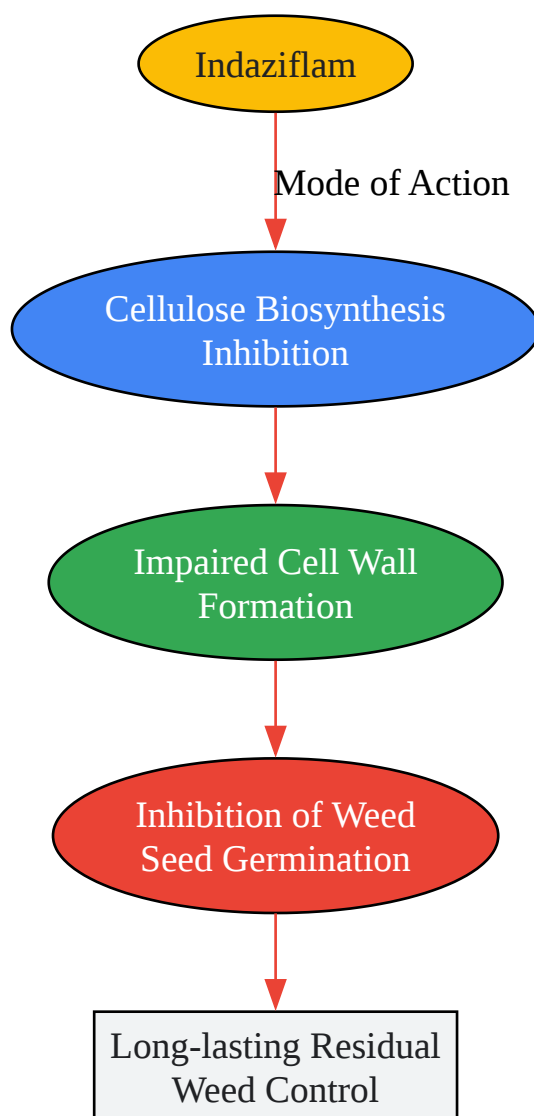 Indaziflam
Mode of Action
Cellulose Biosynthesis
Inhibition
Impaired Cell Wall
Formation
Inhibition of Weed
Seed Germination
Long-lasting Residual
Weed Control